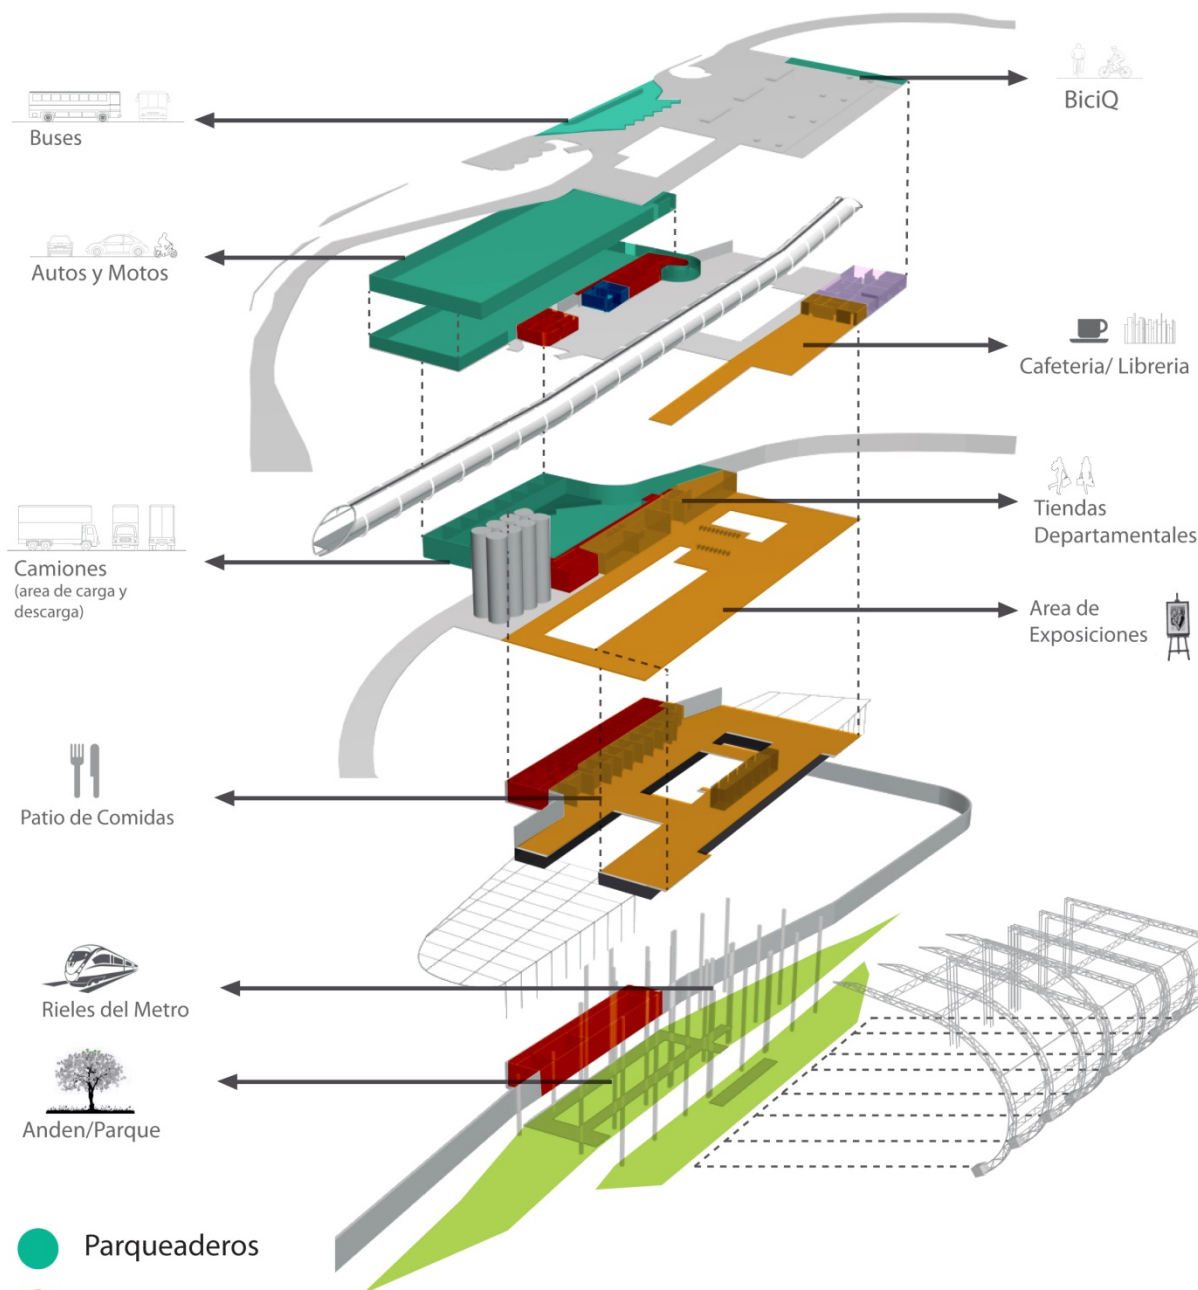 BiciQ
Buses
Autos y Motos
Cafeteria/ Libreria
Tiendas
Departamentales
Camiones
(area de carga y
descarga)
Area de
Exposiciones
Patio de Comidas
Rieles del Metro
Anden/Parque
Parqueaderos